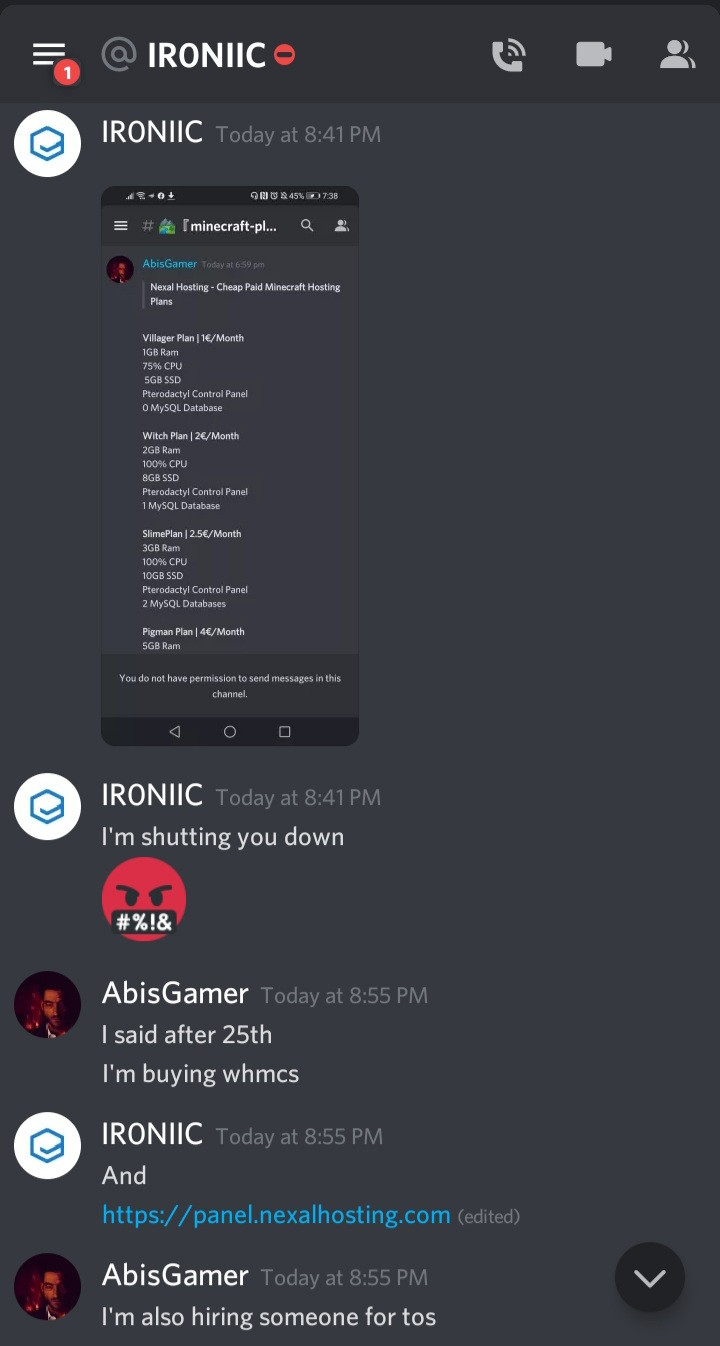 @ IRONIIC
1
IRONIIC Today at 8:41 PM
45% 7:38
# 『minecraft-pl...
AbisGamer Today at 6:59 pm
Nexal Hosting - Cheap Paid Minecraft Hosting
Plans
Villager Plan | 1€/Month
1GB Ram
75% CPU
5GB SSD
Pterodactyl Control Panel
0 MySQL Database
Witch Plan | 2€/Month
2GB Ram
100% CPU
8GB SSD
Pterodactyl Control Panel
1 MySQL Database
SlimePlan | 2.5€/Month
3GB Ram
100% CPU
10GB SSD
Pterodactyl Control Panel
2 MySQL Databases
Pigman Plan | 4€/Month
5GB Ram
You do not have permission to send messages in this
channel.
IRONIIC Today at 8:41 PM
I'm shutting you down
#%!&
AbisGamer Today at 8:55 PM
I said after 25th
I'm buying whmcs
IRONIIC Today at 8:55 PM
And
https://panel.nexalhosting.com (edited)
AbisGamer Today at 8:55 PM
I'm also hiring someone for tos